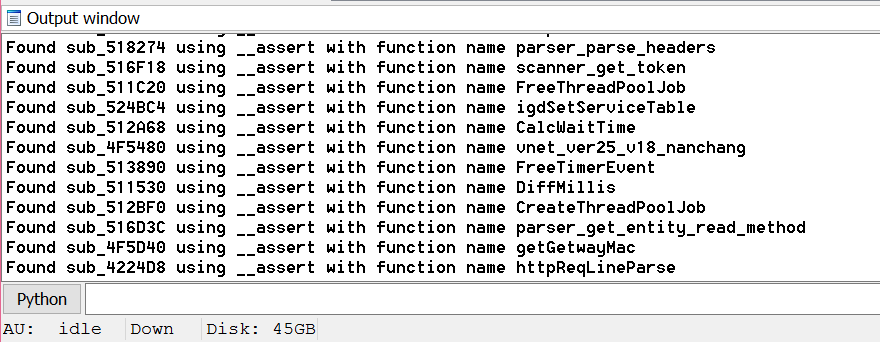 Output window
Found sub_518274 using __assert with function name parser_parse_headers
Found sub_516F18 using __assert with function name scanner_get_token
Found sub_511C20 using __assert with function name FreeThreadPoolJob
Found sub_524BC4 using __assert with function name igdSetServiceTable
Found sub_512A68 using __assert with function name CalcWaitTime
Found sub_4F5480 using __assert with function name vnet_ver25_v18_nanchang
Found sub_513890 using __assert with function name FreeTimerEvent
Found sub_511530 using __assert with function name DiffMillis
Found sub_512BF0 using __assert with function name CreateThreadPoolJob
Found sub_516D3C using __assert with function name parser_get_entity_read_method
Found sub_4F5D40 using __assert with function name getGetwayMac
Found sub_4224D8 using __assert with function name httpReqLineParse
Python
AU: idle Down Disk: 45GB